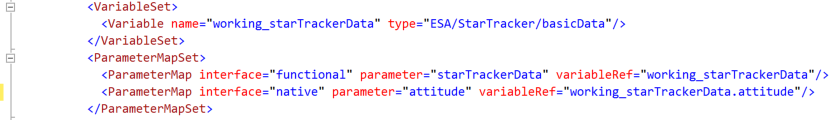 <VariableSet>
<Variable name="working_starTrackerData" type="ESA/StarTracker/basicData"/>
</VariableSet>
<ParameterMapSet>
<ParameterMap interface="functional" parameter="starTrackerData" variableRef="working_starTrackerData"/>
<ParameterMap interface="native" parameter="attitude" variableRef="working_starTrackerData.attitude"/>
</ParameterMapSet>